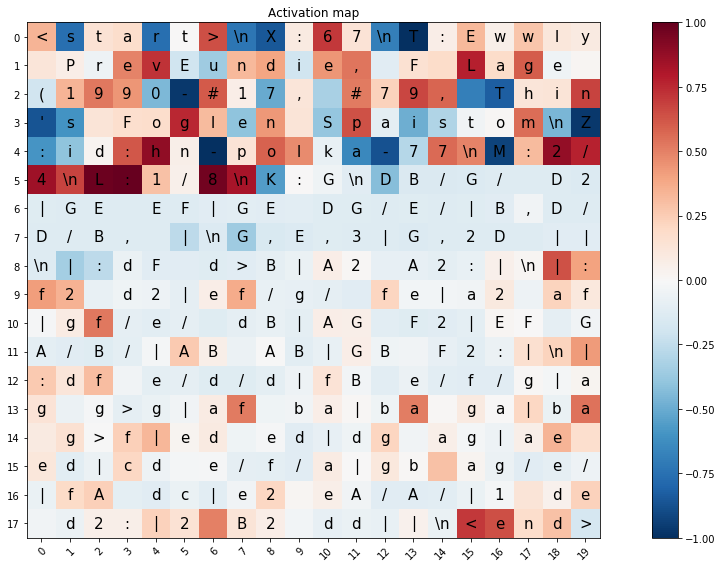 Activation map
0 < s t a r t > \n X : 6 7 \n T : E w w l y
1 P r e v E u n d i e , F L a g e
2 ( 1 9 9 0 - # 1 7 , # 7 9 , T h i n
3 ' s F o g l e n S p a i s t o m \n Z
4 : i d : h n - p o l k a - 7 7 \n M : 2 /
5 4 \n L : 1 / 8 \n K : G \n D B / G / D 2
6 | G E E F | G E D G / E / | B , D /
7 D / B , | \n G , E , 3 | G , 2 D | |
8 \n | : d F d > B | A 2 A 2 : | \n | :
9 f 2 d 2 | e f / g / f e | a 2 a f
10 | g f / e / d B | A G F 2 | E F G
11 A / B / | A B A B | G B F 2 : | \n |
12 : d f e / d / d | f B e / f / g | a
13 g g > g | a f b a | b a g a | b a
14 g > f | e d e d | d g a g | a e
15 e d | c d e / f / a | g b a g / e /
16 | f A d c | e 2 e A / A / | 1 d e
17 d 2 : | 2 B 2 d d | | \n < e n d >
0 1 2 3 4 5 6 7 8 9 10 11 12 13 14 15 16 17 18 19
1.00
0.75
0.50
0.25
0.00
−0.25
−0.50
−0.75
−1.00